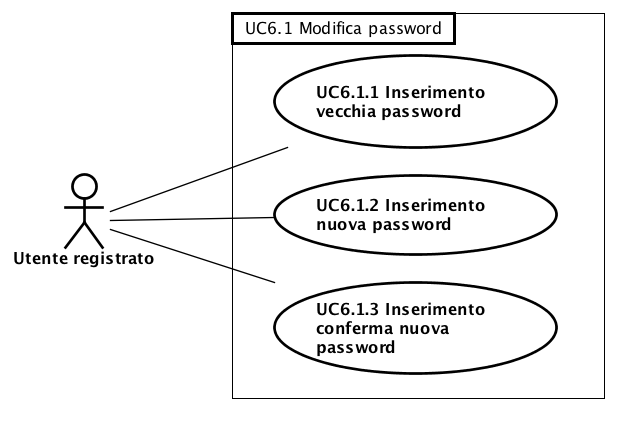 UC6.1 Modifica password
UC6.1.1 Inserimento
vecchia password
UC6.1.2 Inserimento
nuova password
Utente registrato
UC6.1.3 Inserimento
conferma nuova
password